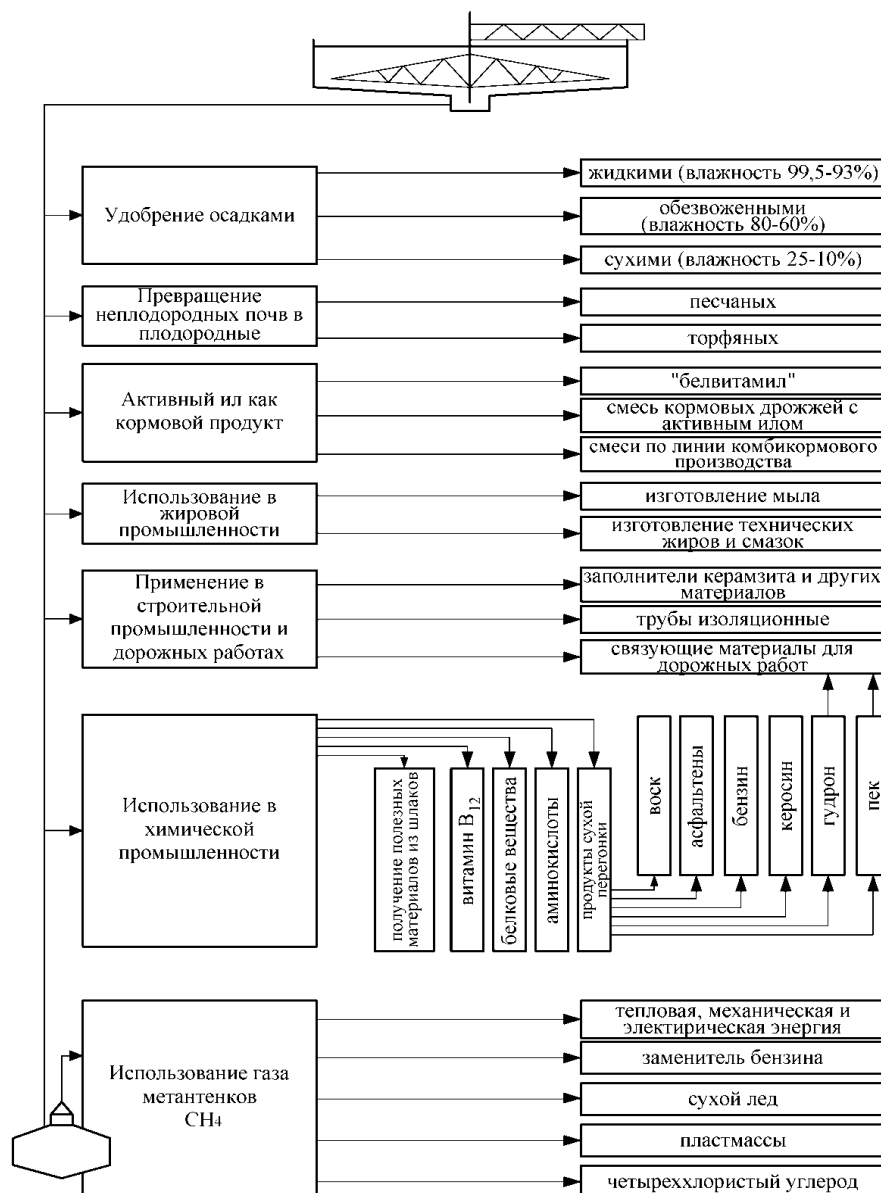 Удобрение осадками
жидкими (влажность 99,5-93%)
обезвоженными
(влажность 80-60%)
сухими (влажность 25-10%)
Превращение
неплодородных почв в
плодородные
песчаных
торфяных
Активный ил как
кормовой продукт
"белвитамил"
смесь кормовых дрожжей с
активным илом
смеси по линии комбикормового
производства
Использование в
жировой
промышленности
изготовление мыла
изготовление технических
жиров и смазок
Применение в
строительной
промышленности и
дорожных работах
заполнители керамзита и других
материалов
трубы изоляционные
связующие материалы для
дорожных работ
Использование в
химической
промышленности
получение полезных
материалов из шлаков
витамин В12
белковые вещества
аминокислоты
продукты сухой
перегонки
воск
асфальтены
бензин
керосин
гудрон
пек
Использование газа
метантенков
CH4
тепловая, механическая и
электирическая энергия
заменитель бензина
сухой лед
пластмассы
четыреххлористый углерод